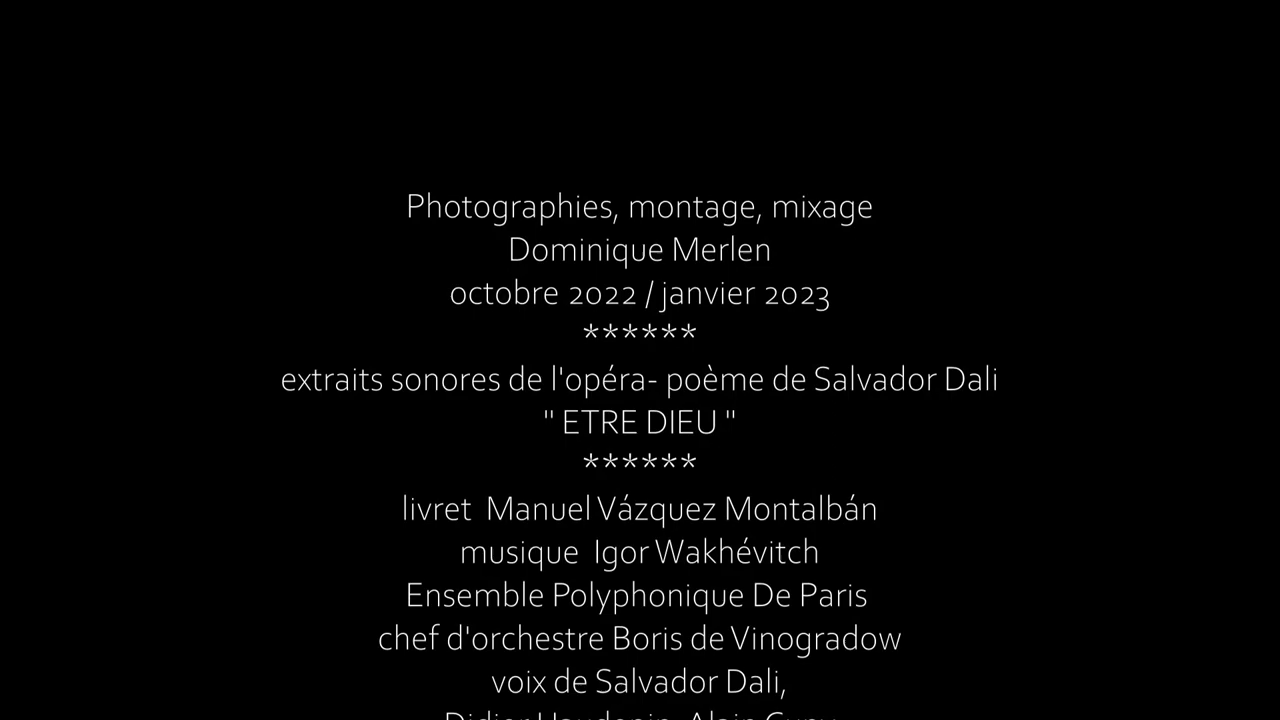 Photographies, montage, mixage
Dominique Merlen
octobre 2022 / janvier 2023
******
extraits sonores de l'opéra- poème de Salvador Dali
" ETRE DIEU "
******
livret  Manuel Vázquez Montalbán
musique  Igor Wakhévitch
Ensemble Polyphonique De Paris
chef d'orchestre Boris de Vinogradow
voix de Salvador Dali,